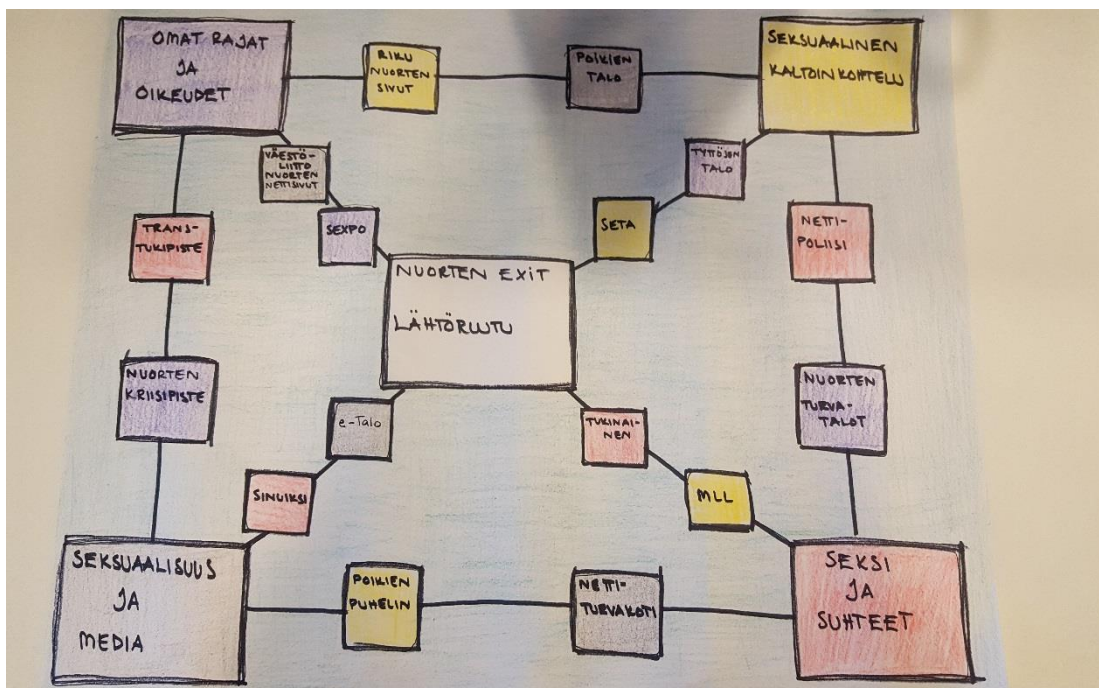 OMAT RAJAT
JA
OIKEUDET
RIKU
NUORTEN
SIVUT
POIKIEN
TALO
SEKSUAALINEN
KALTOINKOHTELU
VÄESTÖ-
LIITTO
NUORTEN
NETTISIVUT
TYTTÖJEN
TALO
TRANS-
TUKIPISTE
SEXPO
SETA
NETTI-
POLIISI
NUORTEN EXIT
LÄHTÖRUUTU
NUORTEN
KRIISIPISTE
NUORTEN
TURVA-
TALOT
e-Talo
TUKINAI-
NEN
SINUIKSI
MLL
SEKSUAALISUUS
JA
MEDIA
POIKIEN
PUHELIN
NETTI-
TURVAKOTI
SEKSI
JA
SUHTEET